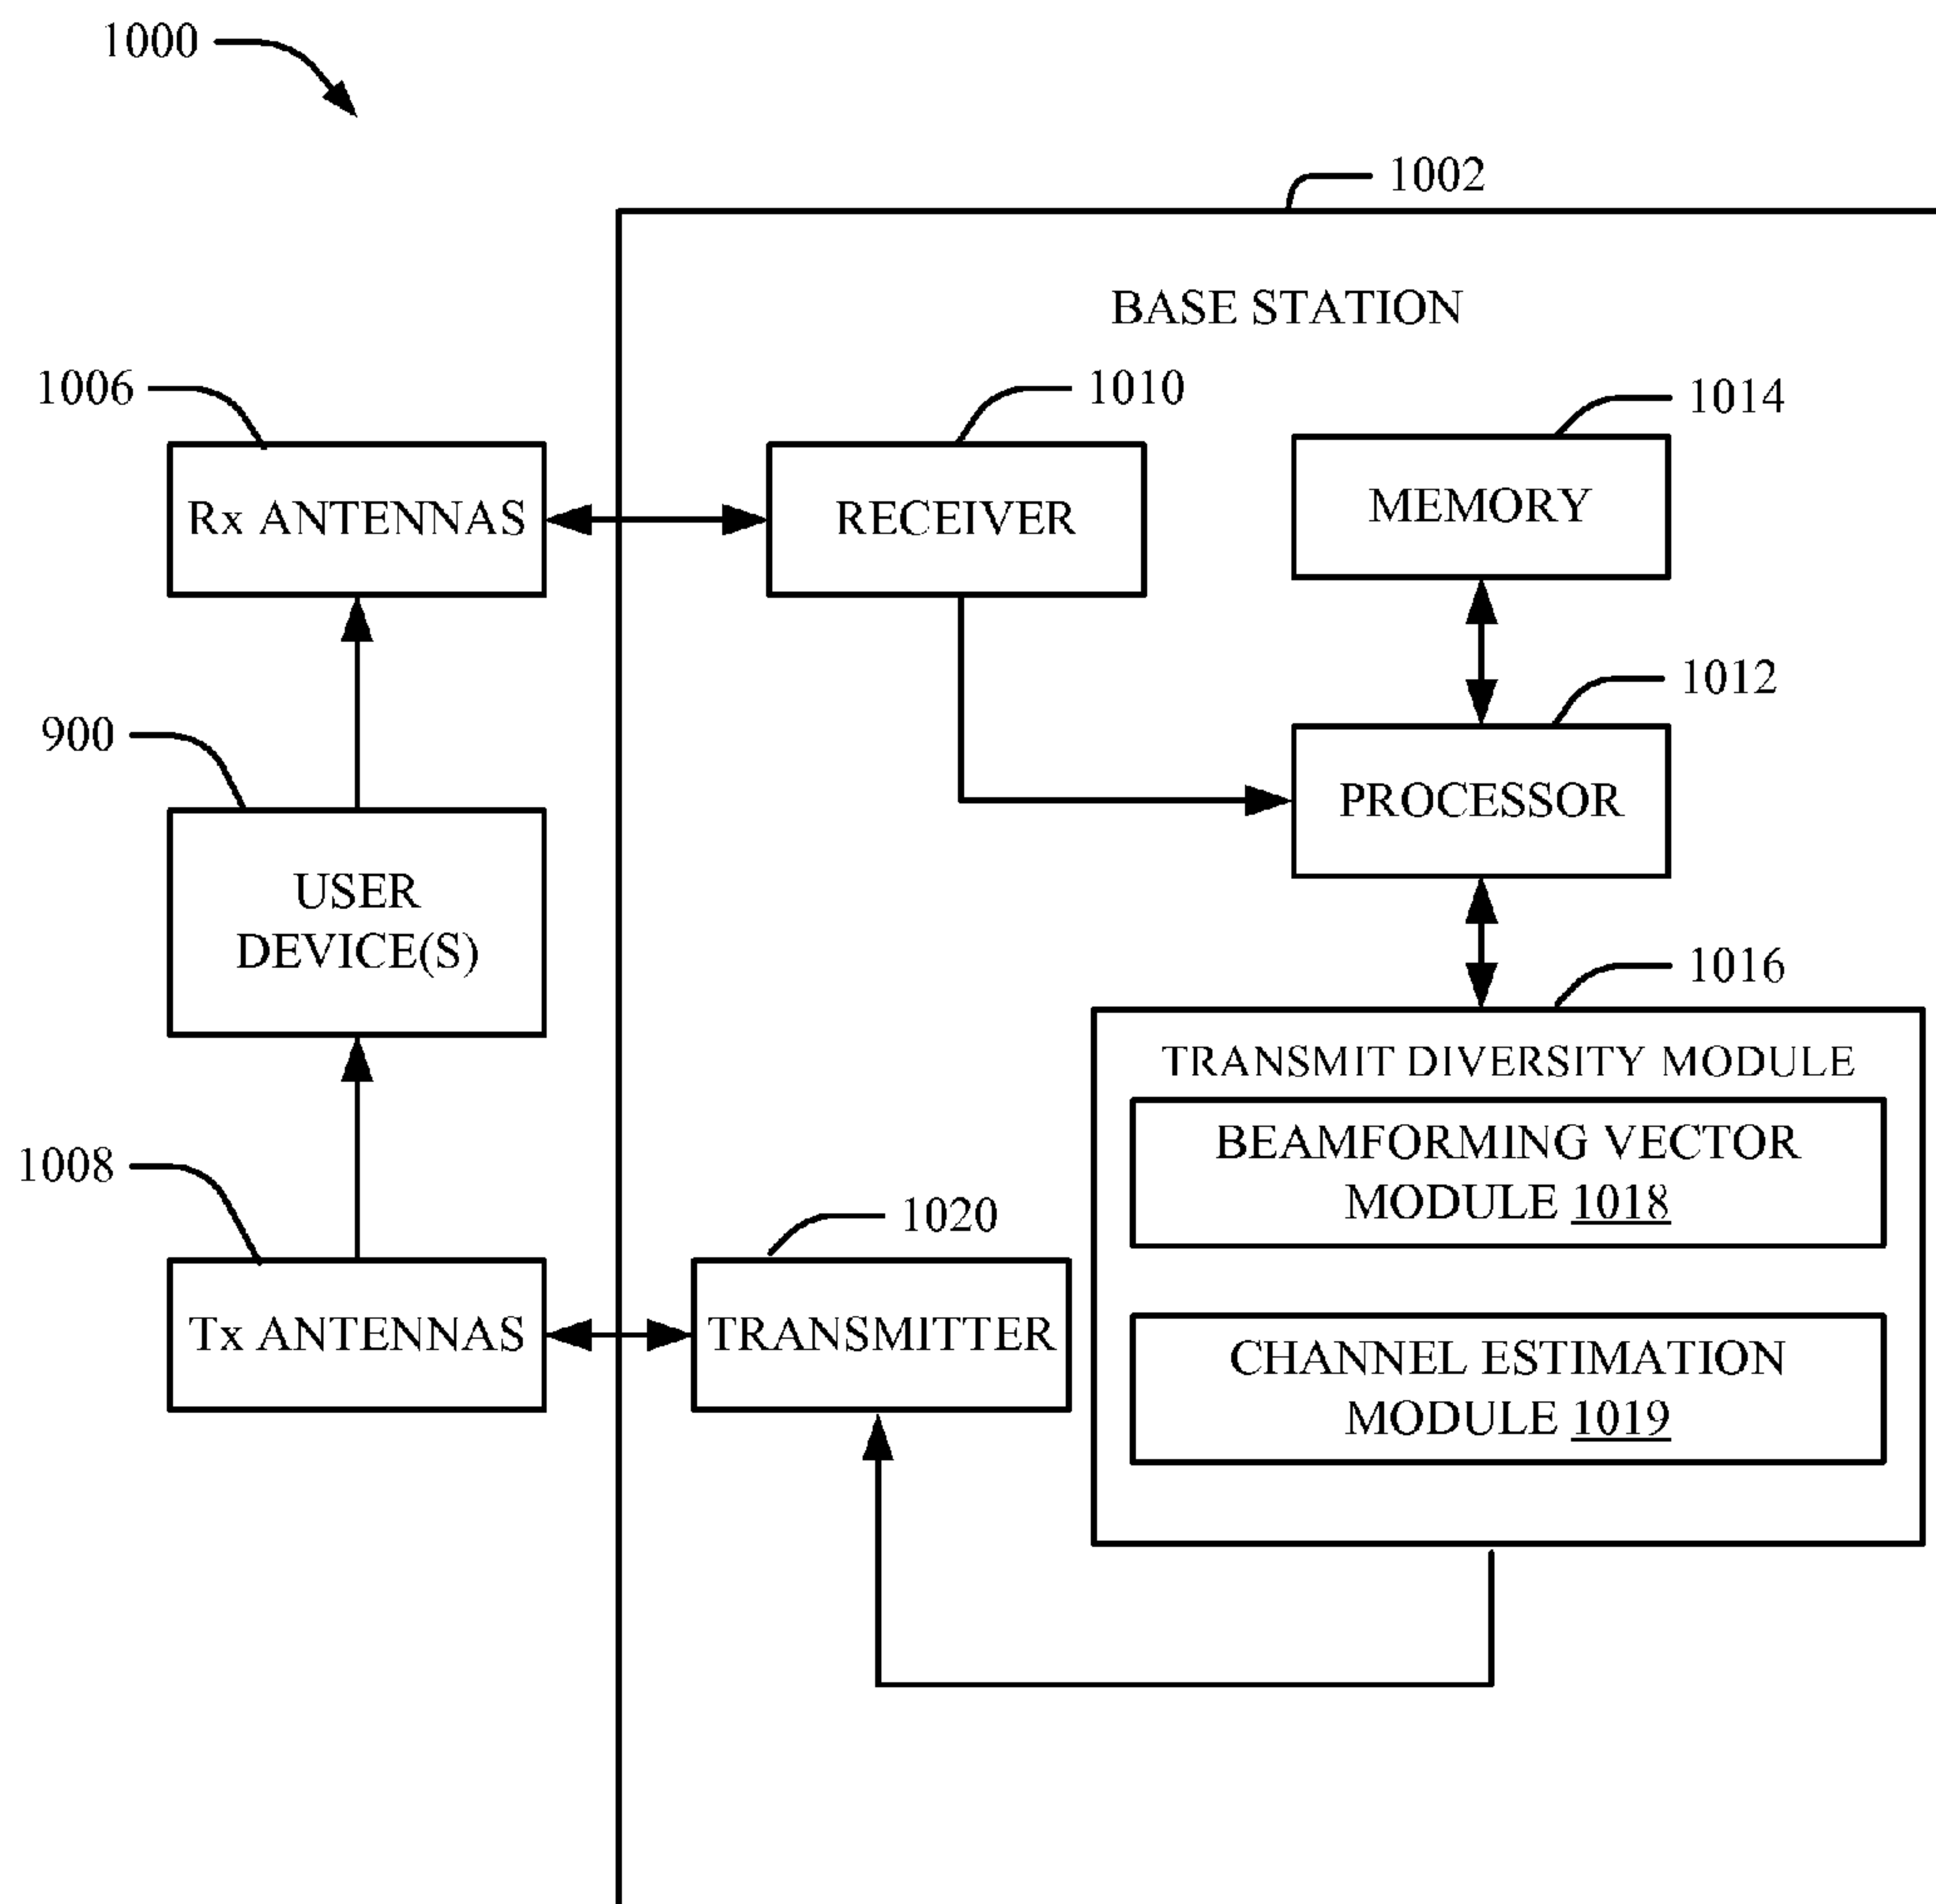 1000
1002
BASE STATION
1006
1010
1014
Rx ANTENNAS
RECEIVER
MEMORY
1012
900
PROCESSOR
USER
DEVICE(S)
1016
TRANSMIT DIVERSITY MODULE
BEAMFORMING VECTOR
MODULE 1018
1008
1020
Tx ANTENNAS
TRANSMITTER
CHANNEL ESTIMATION
MODULE 1019